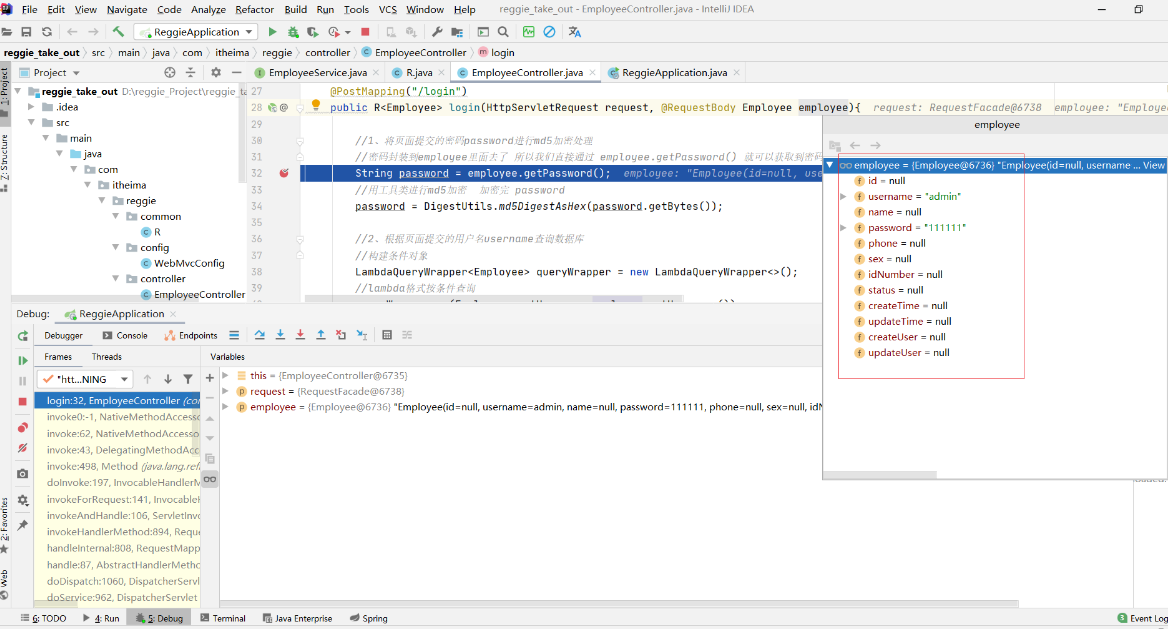 File Edit View Navigate Code Analyze Refactor Build Run Tools VCS Window Help reggie_take_out - EmployeeController.java - IntelliJ IDEA
ReggieApplication
reggie_take_out src main java com itheima reggie controller EmployeeController login
1: Project
2: Structure
2: Favorites
Web
Project
reggie_take_out D:\reggie_Project\reggie_ta
.idea
src
main
java
com
itheima
reggie
common
R
config
WebMvcConfig
controller
EmployeeController
EmployeeService.java R.java EmployeeController.java ReggieApplication.java
27 @PostMapping("/login")
28 public R<Employee> login(HttpServletRequest request, @RequestBody Employee employee){ request: RequestFacade@6738 employee: "Employe
29
30 //1、将页面提交的密码password进行md5加密处理
31 //密码封装到employee里面去了 所以我们直接通过 employee.getPassword() 就可以获取到密码
32 String password = employee.getPassword(); employee: "Employee(id=null, use
33 //用工具类进行md5加密 加密完 password
34 password = DigestUtils.md5DigestAsHex(password.getBytes());
35
36 //2、根据页面提交的用户名username查询数据库
37 //构建条件对象
38 LambdaQueryWrapper<Employee> queryWrapper = new LambdaQueryWrapper<>();
39 //lambda格式按条件查询
employee
employee = {Employee@6736} "Employee(id=null, username ... View
id = null
username = "admin"
name = null
password = "111111"
phone = null
sex = null
idNumber = null
status = null
createTime = null
updateTime = null
createUser = null
updateUser = null
Debug: ReggieApplication
Debugger Console Endpoints
Frames Threads Variables
"htt...NING
login:32, EmployeeController (com
invoke0:-1, NativeMethodAccesso
invoke:62, NativeMethodAccessor
invoke:43, DelegatingMethodAcc
invoke:498, Method (java.lang.refl
doInvoke:197, InvocableHandlerM
invokeForRequest:141, InvocableH
invokeAndHandle:106, ServletInvo
invokeHandlerMethod:894, Reque
handleInternal:808, RequestMapp
handle:87, AbstractHandlerMetho
doDispatch:1060, DispatcherServl
doService:962, DispatcherServlet
this = {EmployeeController@6735}
request = {RequestFacade@6738}
employee = {Employee@6736} "Employee(id=null, username=admin, name=null, password=111111, phone=null, sex=null, idN
6: TODO 4: Run 5: Debug Terminal Java Enterprise Spring 3 Event Log